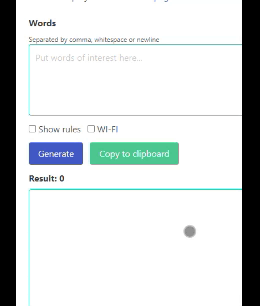 Words
Separated by comma, whitespace or newline
Put words of interest here...
Show rules WI-FI
Generate Copy to clipboard
Result: 0